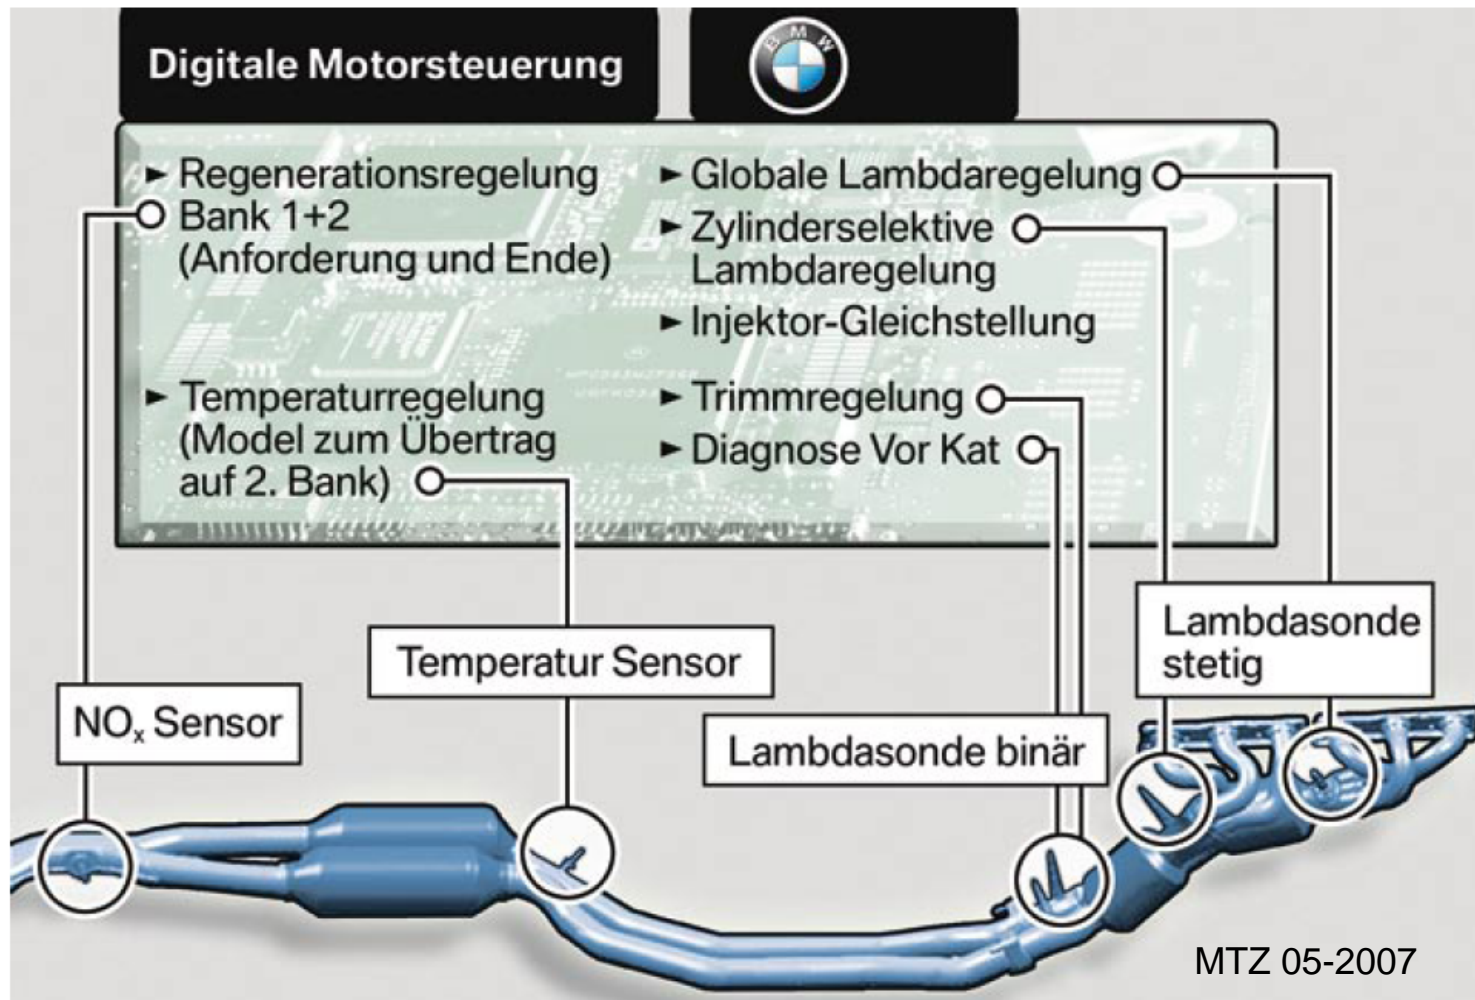 Digitale Motorsteuerung
BMW
► Regenerationsregelung
Bank 1+2
(Anforderung und Ende)
► Temperaturregelung
(Model zum Übertrag
auf 2. Bank)
► Globale Lambdaregelung
► Zylinderselektive
Lambdaregelung
► Injektor-Gleichstellung
► Trimmregelung
► Diagnose Vor Kat
NOₓ Sensor
Temperatur Sensor
Lambdasonde binär
Lambdasonde
stetig
MTZ 05-2007